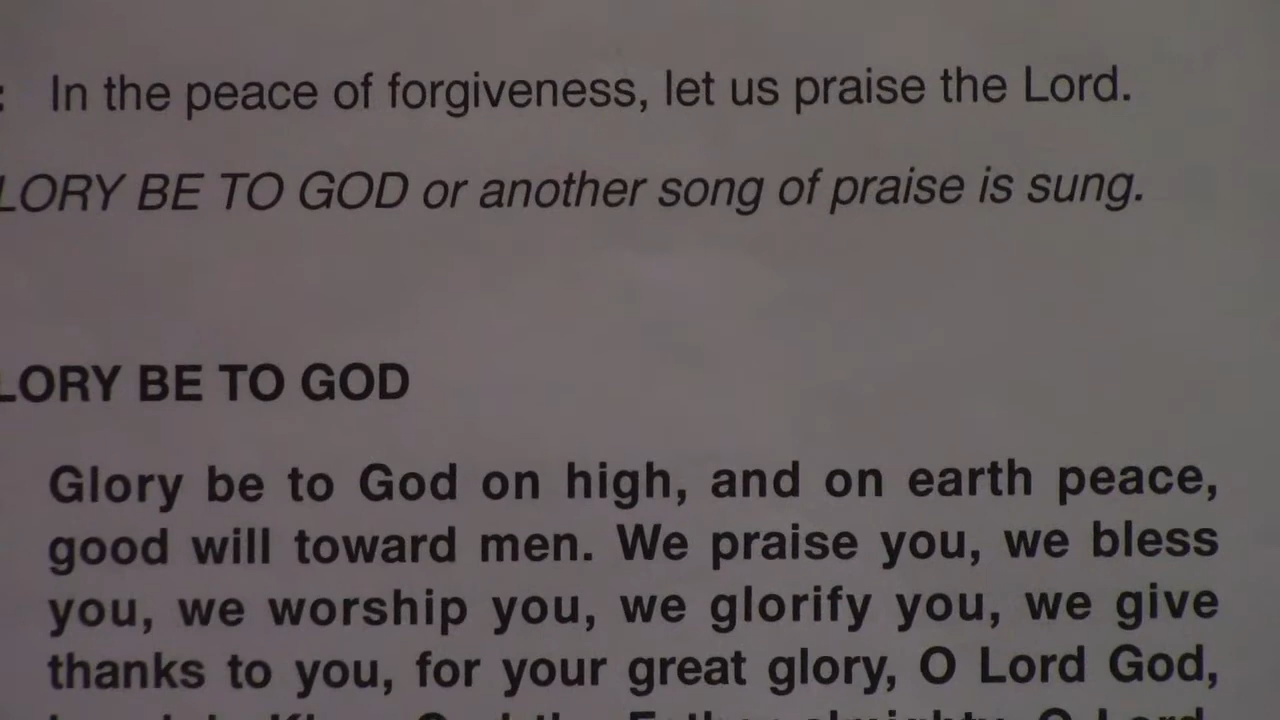 : In the peace of forgiveness, let us praise the Lord.
LORY BE TO GOD or another song of praise is sung.
LORY BE TO GOD
Glory be to God on high, and on earth peace,
good will toward men. We praise you, we bless
you, we worship you, we glorify you, we give
thanks to you, for your great glory, O Lord God,